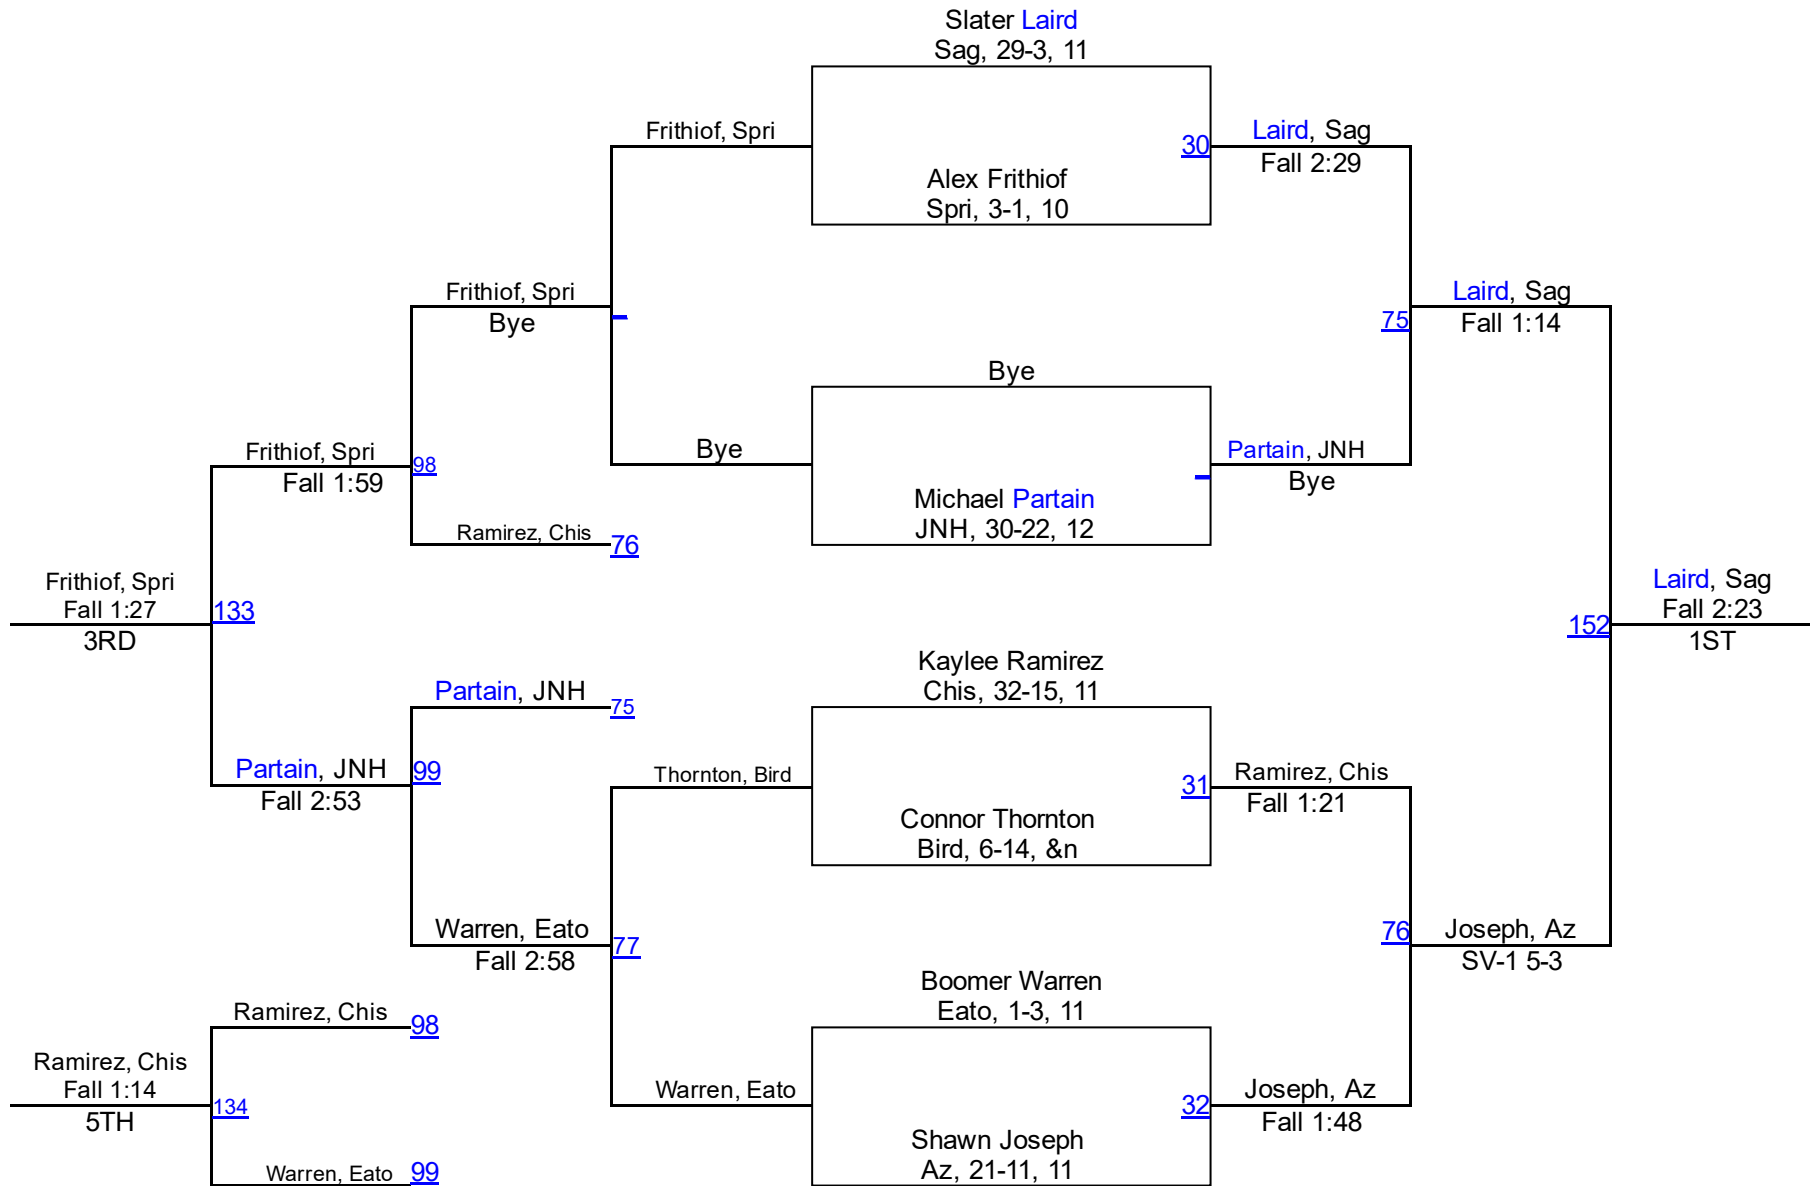 Slater Laird
Sag, 29-3, 11
Frithiof, Spri
30
Laird, Sag
Fall 2:29
Alex Frithiof
Spri, 3-1, 10
Frithiof, Spri
Bye
Laird, Sag
Fall 1:14
75
Bye
Frithiof, Spri
Fall 1:59
98
Bye
Partain, JNH
Bye
Michael Partain
JNH, 30-22, 12
Ramirez, Chis
76
Frithiof, Spri
Fall 1:27
3RD
133
Laird, Sag
Fall 2:23
1ST
152
Kaylee Ramirez
Chis, 32-15, 11
Partain, JNH
75
Partain, JNH
Fall 2:53
99
Thornton, Bird
31
Ramirez, Chis
Fall 1:21
Connor Thornton
Bird, 6-14, &n
Warren, Eato
Fall 2:58
77
76
Joseph, Az
SV-1 5-3
Boomer Warren
Eato, 1-3, 11
Ramirez, Chis
98
Ramirez, Chis
Fall 1:14
5TH
134
Warren, Eato
32
Joseph, Az
Fall 1:48
Shawn Joseph
Az, 21-11, 11
Warren, Eato
99